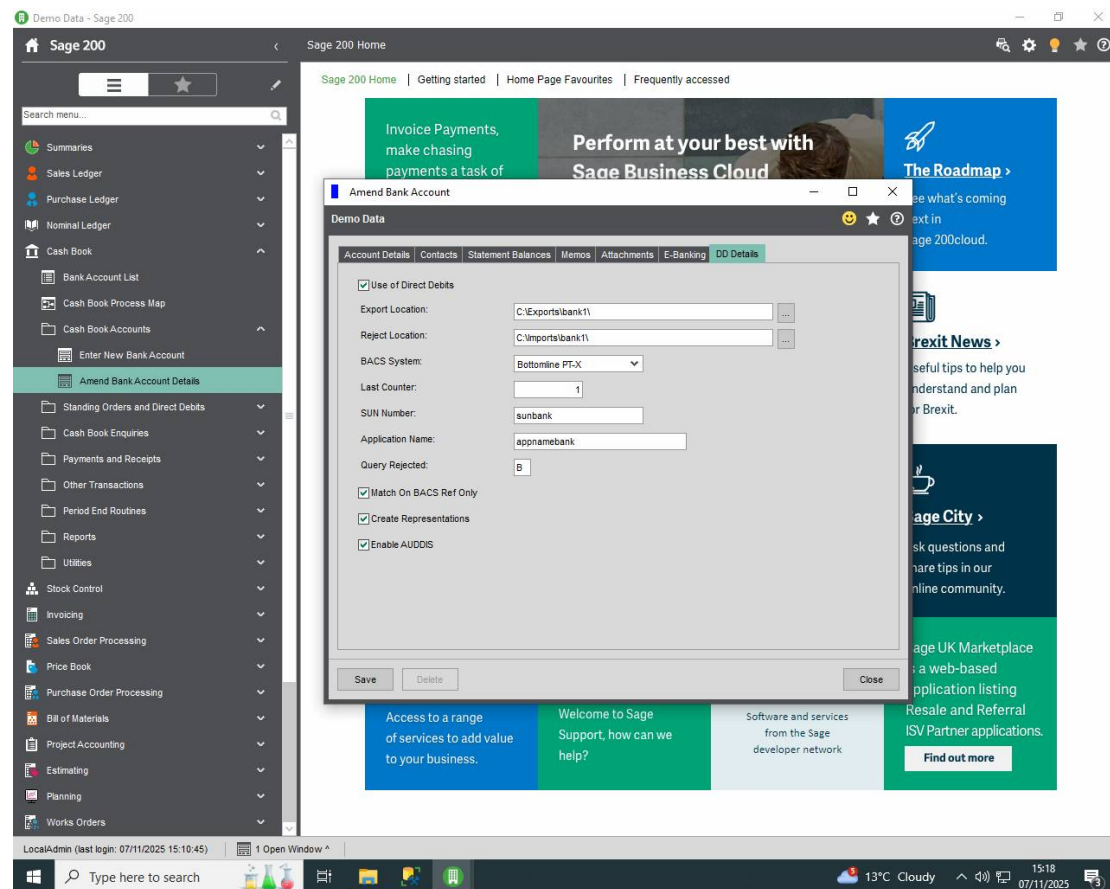 Demo Data - Sage 200
Sage 200
Sage 200 Home
Sage 200 Home | Getting started | Home Page Favourites | Frequently accessed
Search menu...
Summaries
Sales Ledger
Purchase Ledger
Nominal Ledger
Cash Book
Bank Account List
Cash Book Process Map
Cash Book Accounts
Enter New Bank Account
Amend Bank Account Details
Standing Orders and Direct Debits
Cash Book Enquiries
Payments and Receipts
Other Transactions
Period End Routines
Reports
Utilities
Stock Control
Invoicing
Sales Order Processing
Price Book
Purchase Order Processing
Bill of Materials
Project Accounting
Estimating
Planning
Works Orders
Invoice Payments,
make chasing
payments a task of
Perform at your best with
Sage Business Cloud
The Roadmap >
ee what's coming
ext in
age 200cloud.
Amend Bank Account
Demo Data
Account Details Contacts Statement Balances Memos Attachments E-Banking DD Details
Use of Direct Debits
Export Location: C:\Exports\bank1\ ...
Reject Location: C:\Imports\bank1\ ...
BACS System: Bottomline PT-X
Last Counter: 1
SUN Number: sunbank
Application Name: appnamebank
Query Rejected: B
Match On BACS Ref Only
Create Representations
Enable AUDDIS
Save Delete Close
rexit News >
seful tips to help you
nderstand and plan
or Brexit.
age City >
sk questions and
hare tips in our
nline community.
age UK Marketplace
s a web-based
pplication listing
Resale and Referral
ISV Partner applications.
Find out more
Access to a range
of services to add value
to your business.
Welcome to Sage
Support, how can we
help?
Software and services
from the Sage
developer network
LocalAdmin (last login: 07/11/2025 15:10:45) 1 Open Window ^
Type here to search
13°C Cloudy
15:18
07/11/2025
3